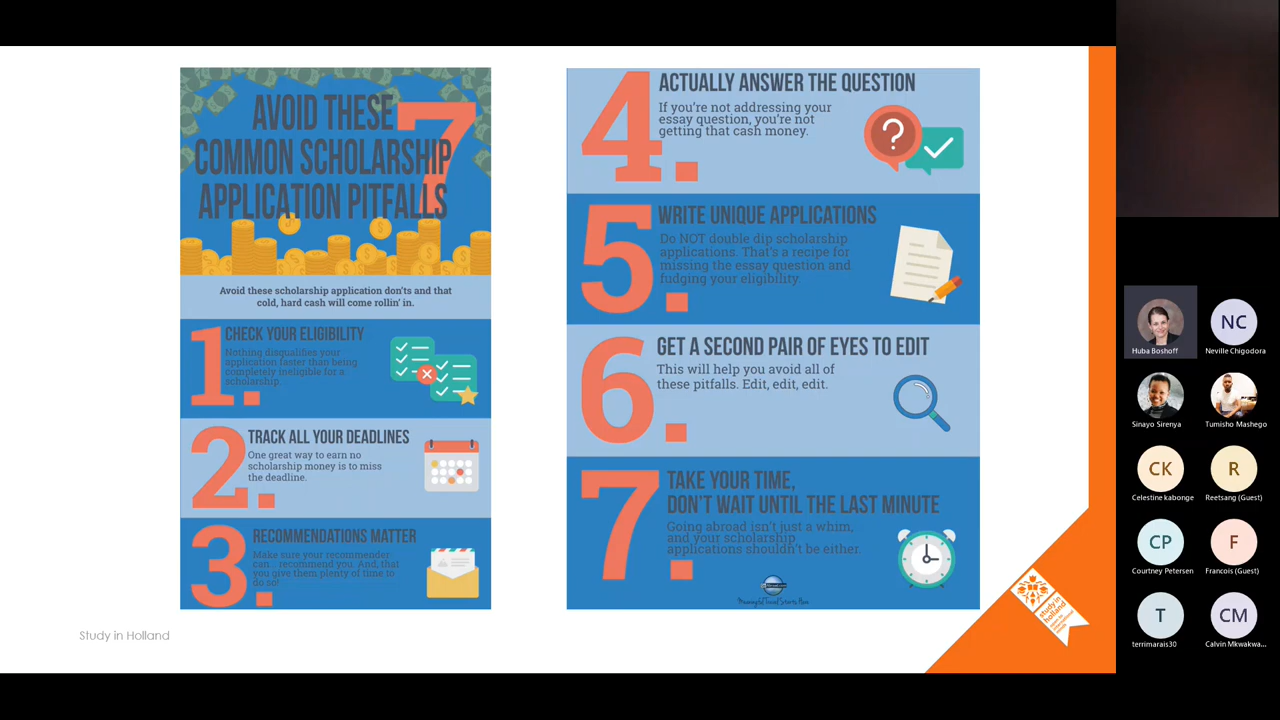 AVOID THESE 7
COMMON SCHOLARSHIP
APPLICATION PITFALLS
Avoid these scholarship application don'ts and that
cold, hard cash will come rollin' in.
1.
CHECK YOUR ELIGIBILITY
Nothing disqualifies your
application faster than being
completely ineligible for a
scholarship.
2.
TRACK ALL YOUR DEADLINES
One great way to earn no
scholarship money is to miss
the deadline.
3.
RECOMMENDATIONS MATTER
Make sure your recommender
can... recommend you. And, that
you give them plenty of time to
do so!
4.
ACTUALLY ANSWER THE QUESTION
If you're not addressing your
essay question, you're not
getting that cash money.
5.
WRITE UNIQUE APPLICATIONS
Do NOT double dip scholarship
applications. That's a recipe for
missing the essay question and
fudging your eligibility.
6.
GET A SECOND PAIR OF EYES TO EDIT
This will help you avoid all of
these pitfalls. Edit, edit, edit.
7.
TAKE YOUR TIME,
DON'T WAIT UNTIL THE LAST MINUTE
Going abroad isn't just a whim,
and your scholarship
applications shouldn't be either.
Meaningful Travel Starts Here
Study in Holland
study in
holland
Huba Boshoff
NC
Neville Chigodora
Sinayo Sirenya
Tumisho Mashego
CK
Celestine kabonge
R
Reetsang (Guest)
CP
Courtney Petersen
F
Francois (Guest)
T
terrimarais30
CM
Calvin Mkwakwa...